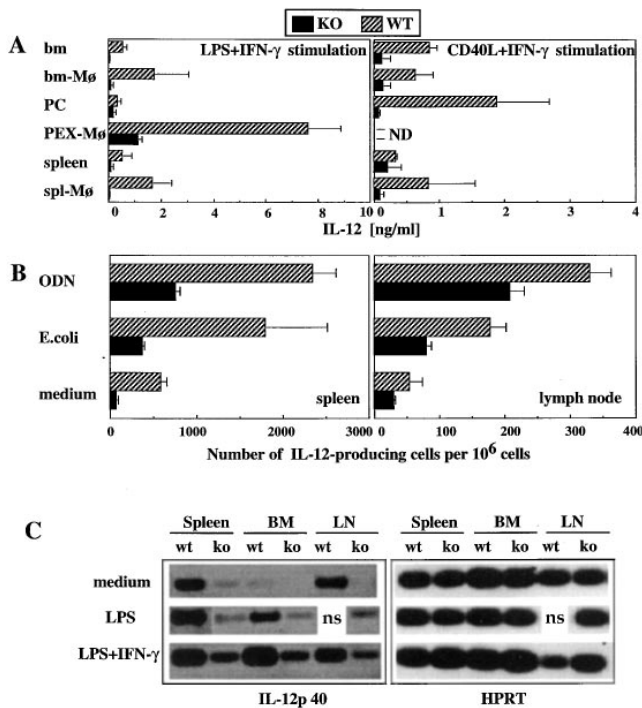 KO WT
A
LPS+IFN-γ stimulation CD40L+IFN-γ stimulation
bm
bm-Mø
PC
PEX-Mø ND
spleen
spl-Mø
0 2 4 6 8 10 0 1 2 3 4
IL-12 [ng/ml]
B
ODN
E.coli
medium spleen lymph node
0 1000 2000 3000 0 100 200 300 400
Number of IL-12-producing cells per 10⁶ cells
C
Spleen BM LN Spleen BM LN
wt ko wt ko wt ko wt ko wt ko wt ko
medium
LPS ns ns
LPS+IFN-γ
IL-12p 40 HPRT